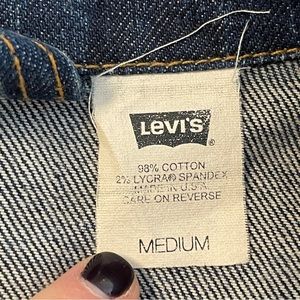 LEVI'S ®
98% COTTON
2% LYCRA® SPANDEX
MADE IN U.S.A.
CARE ON REVERSE
MEDIUM